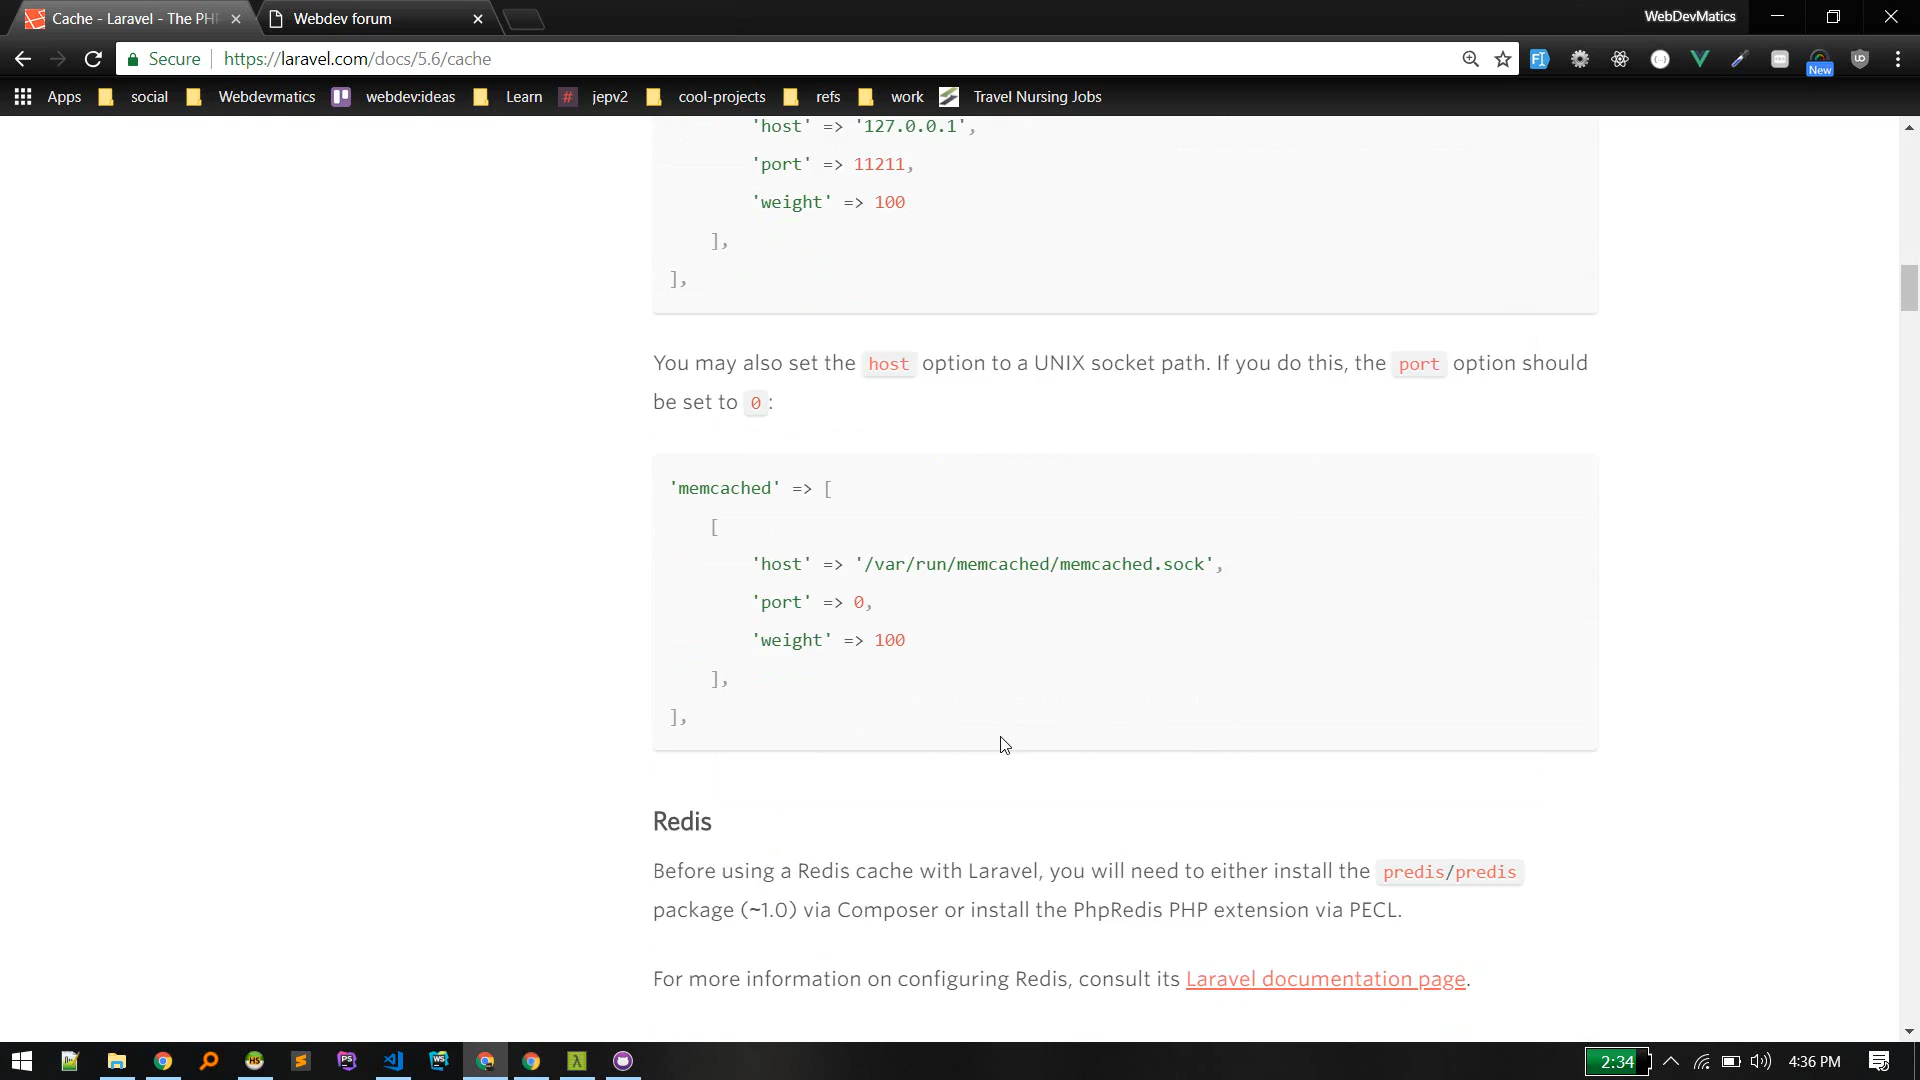 Cache - Laravel - The PH
Webdev forum
WebDevMatics
Secure
https://laravel.com/docs/5.6/cache
New
Apps
social
Webdevmatics
webdev:ideas
Learn
# jepv2
cool-projects
refs
work
Travel Nursing Jobs
'host' => '127.0.0.1',
'port' => 11211,
'weight' => 100
],
],
You may also set the host option to a UNIX socket path. If you do this, the port option should
be set to 0:
'memcached' => [
[
'host' => '/var/run/memcached/memcached.sock',
'port' => 0,
'weight' => 100
],
],
Redis
Before using a Redis cache with Laravel, you will need to either install the predis/predis
package (~1.0) via Composer or install the PhpRedis PHP extension via PECL.
For more information on configuring Redis, consult its Laravel documentation page.
2:34
4:36 PM